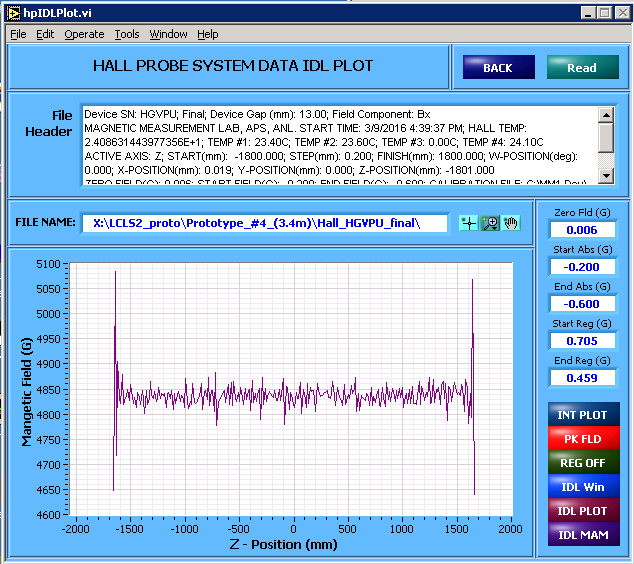 hpIDLPlot.vi
File Edit Operate Tools Window Help
HALL PROBE SYSTEM DATA IDL PLOT
BACK
Read
File
Header
Device SN: HGVPU; Final; Device Gap (mm): 13.00; Field Component: Bx
MAGNETIC MEASUREMENT LAB, APS, ANL. START TIME: 3/9/2016 4:39:37 PM; HALL TEMP:
2.408631443977356E+1; TEMP #1: 23.40C; TEMP #2: 23.60C; TEMP #3: 0.00C; TEMP #4: 24.10C
ACTIVE AXIS: Z; START(mm): -1800.000; STEP(mm): 0.200; FINISH(mm): 1800.000; W-POSITION(deg):
0.000; X-POSITION(mm): 0.019; Y-POSITION(mm): 0.000; Z-POSITION(mm): -1801.000
ZERO FIELD(G): 0.006; START FIELD(G): -0.200; END FIELD(G): -0.600; CALIBRATION FILE: C:\MM1 Dev\
FILE NAME: X:\LCLS2_proto\Prototype_#4_(3.4m)\Hall_HGVPU_final\
Zero Fld (G)
0.006
Start Abs (G)
-0.200
End Abs (G)
-0.600
Start Reg (G)
0.705
End Reg (G)
0.459
INT PLOT
PK FLD
REG OFF
IDL Win
IDL PLOT
IDL MAM
Mangetic Field (G)
5100
5050
5000
4950
4900
4850
4800
4750
4700
4650
4600
-2000 -1500 -1000 -500 0 500 1000 1500 2000
Z - Position (mm)